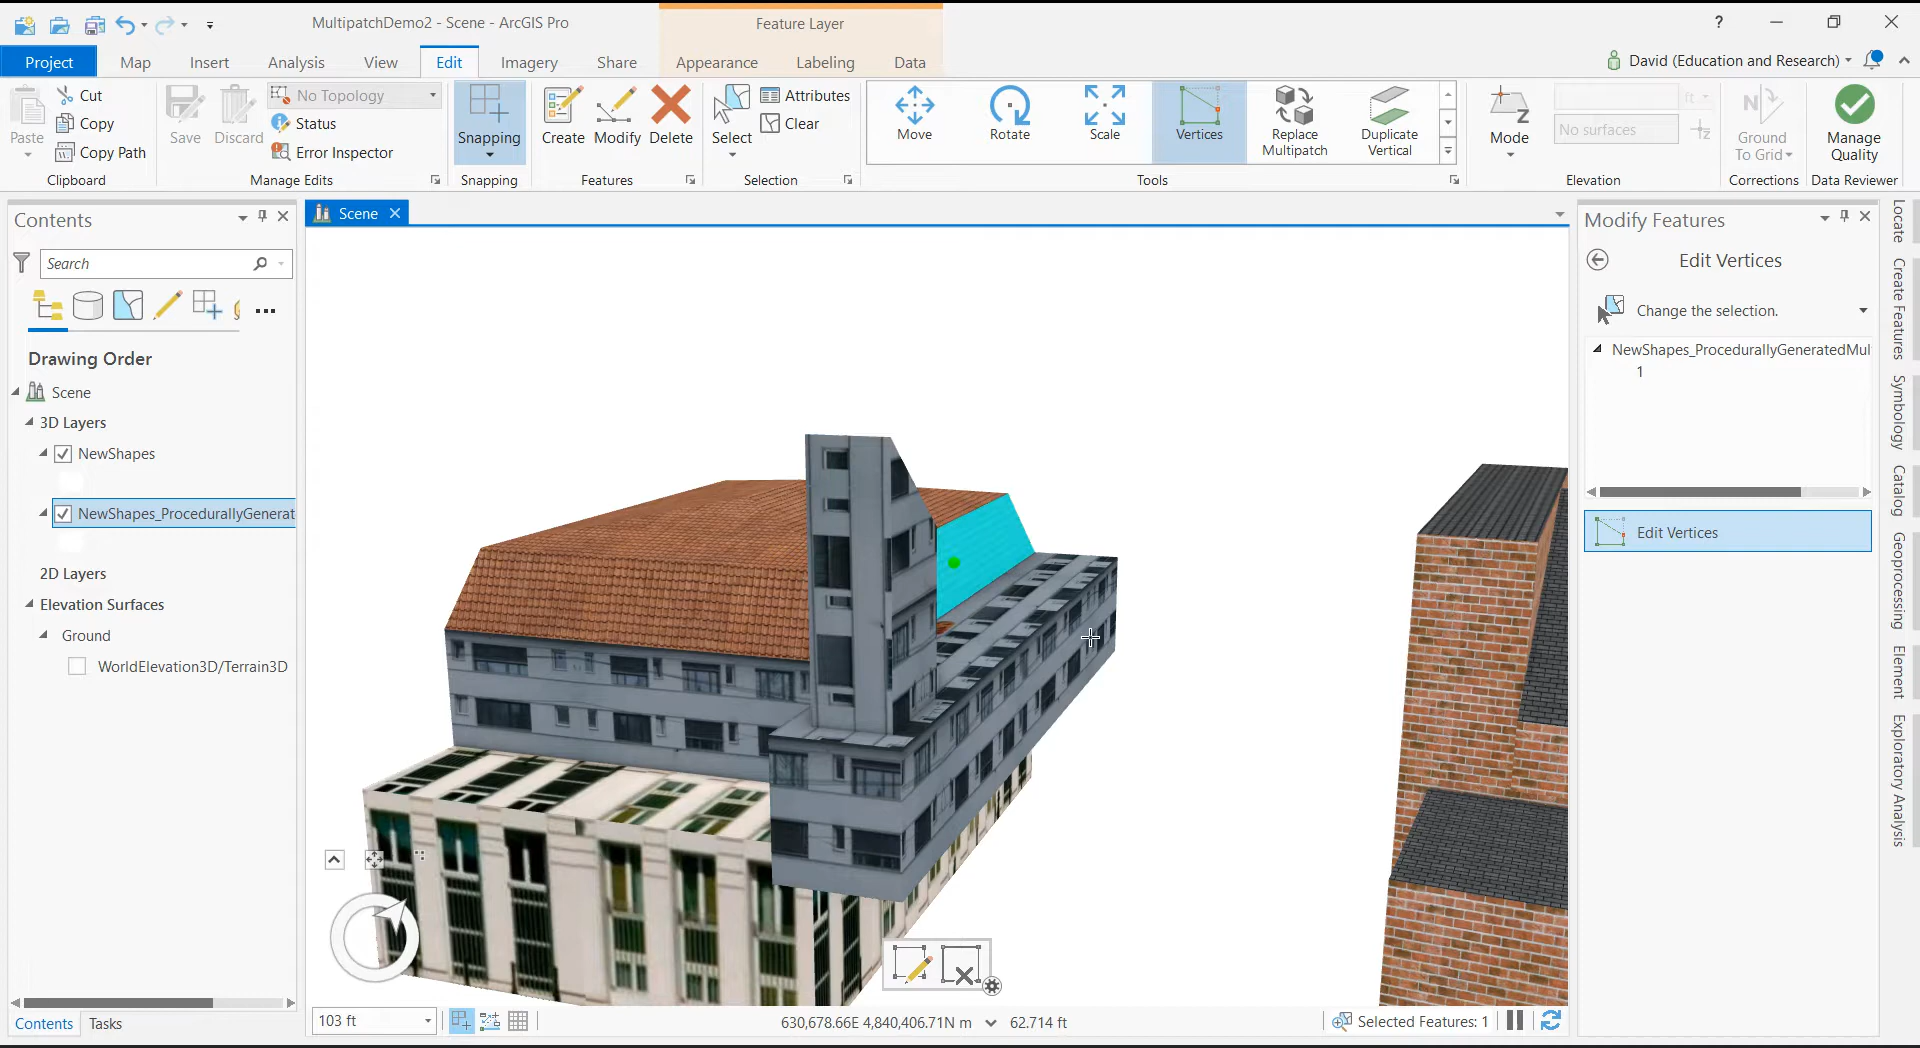 MultipatchDemo2 - Scene - ArcGIS Pro
Feature Layer
?
Project
Map
Insert
Analysis
View
Edit
Imagery
Share
Appearance
Labeling
Data
David (Education and Research)
Paste
Cut
Copy
Copy Path
Clipboard
Save
Discard
No Topology
Status
Error Inspector
Manage Edits
Snapping
Snapping
Create
Modify
Delete
Features
Select
Attributes
Clear
Selection
Move
Rotate
Scale
Vertices
Replace
Multipatch
Duplicate
Vertical
Tools
Mode
ft
No surfaces
Elevation
Ground
To Grid
Corrections
Manage
Quality
Data Reviewer
Contents
Search
Drawing Order
Scene
3D Layers
NewShapes
NewShapes_ProcedurallyGenerat
2D Layers
Elevation Surfaces
Ground
WorldElevation3D/Terrain3D
Contents
Tasks
Scene
103 ft
630,678.66E 4,840,406.71N m
62.714 ft
Selected Features: 1
Modify Features
Edit Vertices
Change the selection.
NewShapes_ProcedurallyGeneratedMul
1
Edit Vertices
Locate
Create Features
Symbology
Catalog
Geoprocessing
Element
Exploratory Analysis